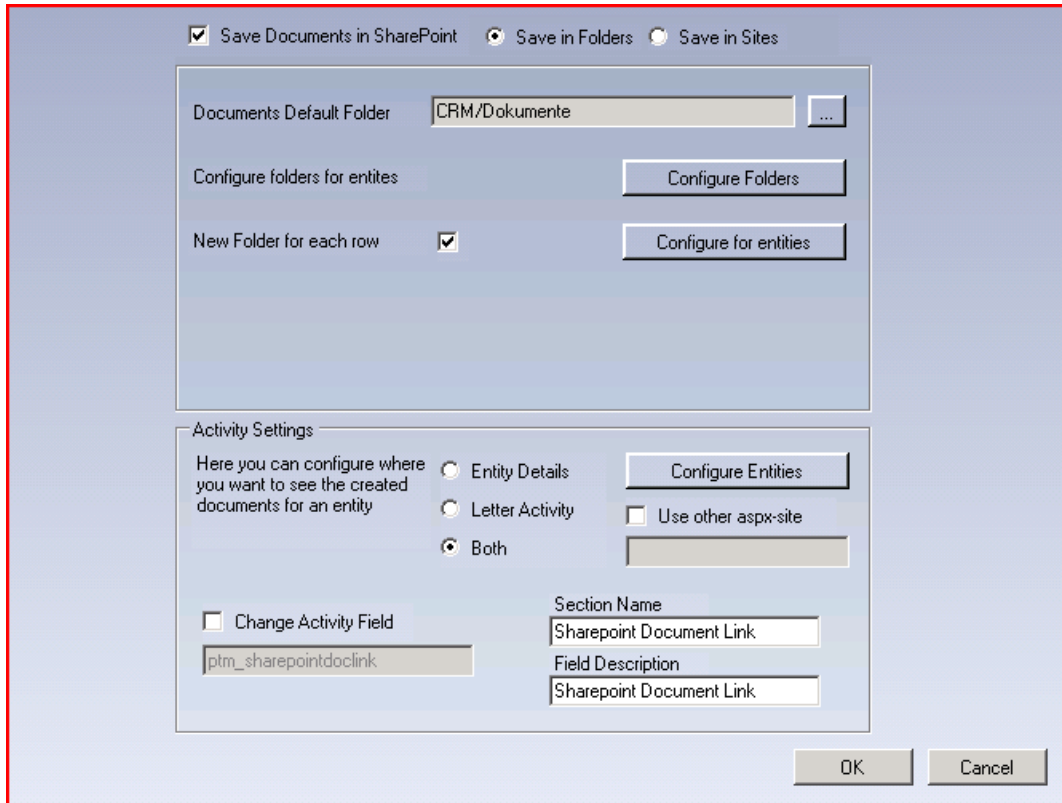 Save Documents in SharePoint
Save in Folders
Save in Sites
Documents Default Folder
CRM/Dokumente
...
Configure folders for entites
Configure Folders
New Folder for each row
Configure for entities
Activity Settings
Here you can configure where
you want to see the created
documents for an entity
Entity Details
Letter Activity
Both
Configure Entities
Use other aspx-site
Change Activity Field
ptm_sharepointdoclink
Section Name
Sharepoint Document Link
Field Description
Sharepoint Document Link
OK
Cancel